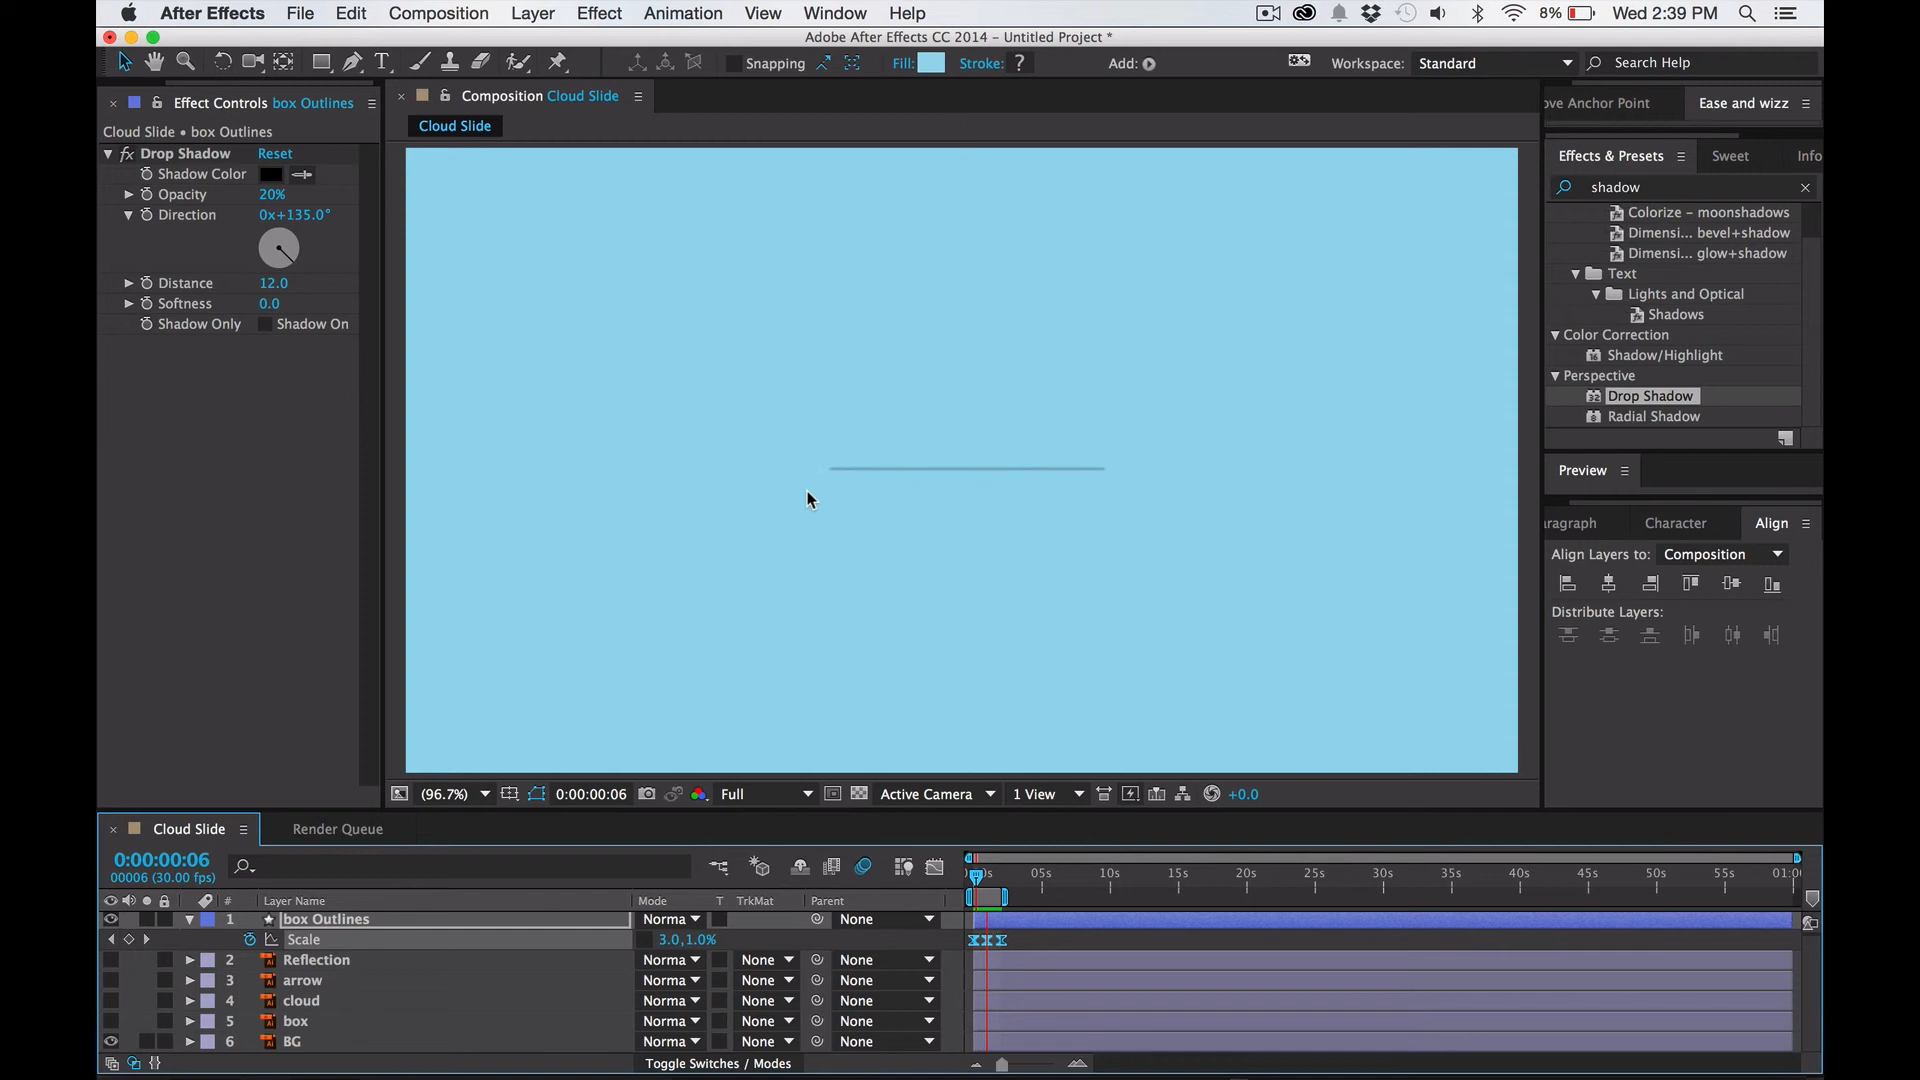 After Effects File Edit Composition Layer Effect Animation View Window Help 8% Wed 2:39 PM
Adobe After Effects CC 2014 – Untitled Project *
Snapping Fill: Stroke: ? Add: Workspace: Standard Search Help
Effect Controls box Outlines
Composition Cloud Slide
ove Anchor Point Ease and wizz
Cloud Slide • box Outlines
Cloud Slide
fx Drop Shadow Reset
Shadow Color
Opacity 20%
Direction 0x+135.0°
Distance 12.0
Softness 0.0
Shadow Only Shadow On
Effects & Presets Sweet Info
shadow
Colorize – moonshadows
Dimensi... bevel+shadow
Dimensi... glow+shadow
Text
Lights and Optical
Shadows
Color Correction
Shadow/Highlight
Perspective
Drop Shadow
Radial Shadow
Preview
aragraph Character Align
Align Layers to: Composition
Distribute Layers:
(96.7%) 0:00:00:06 Full Active Camera 1 View +0.0
Cloud Slide Render Queue
0:00:00:06
00006 (30.00 fps)
05s 10s 15s 20s 25s 30s 35s 40s 45s 50s 55s 01:00
# Layer Name Mode T TrkMat Parent
1 box Outlines Norma None
Scale 3.0,1.0%
2 Reflection Norma None None
3 arrow Norma None None
4 cloud Norma None None
5 box Norma None None
6 BG Norma None None
Toggle Switches / Modes